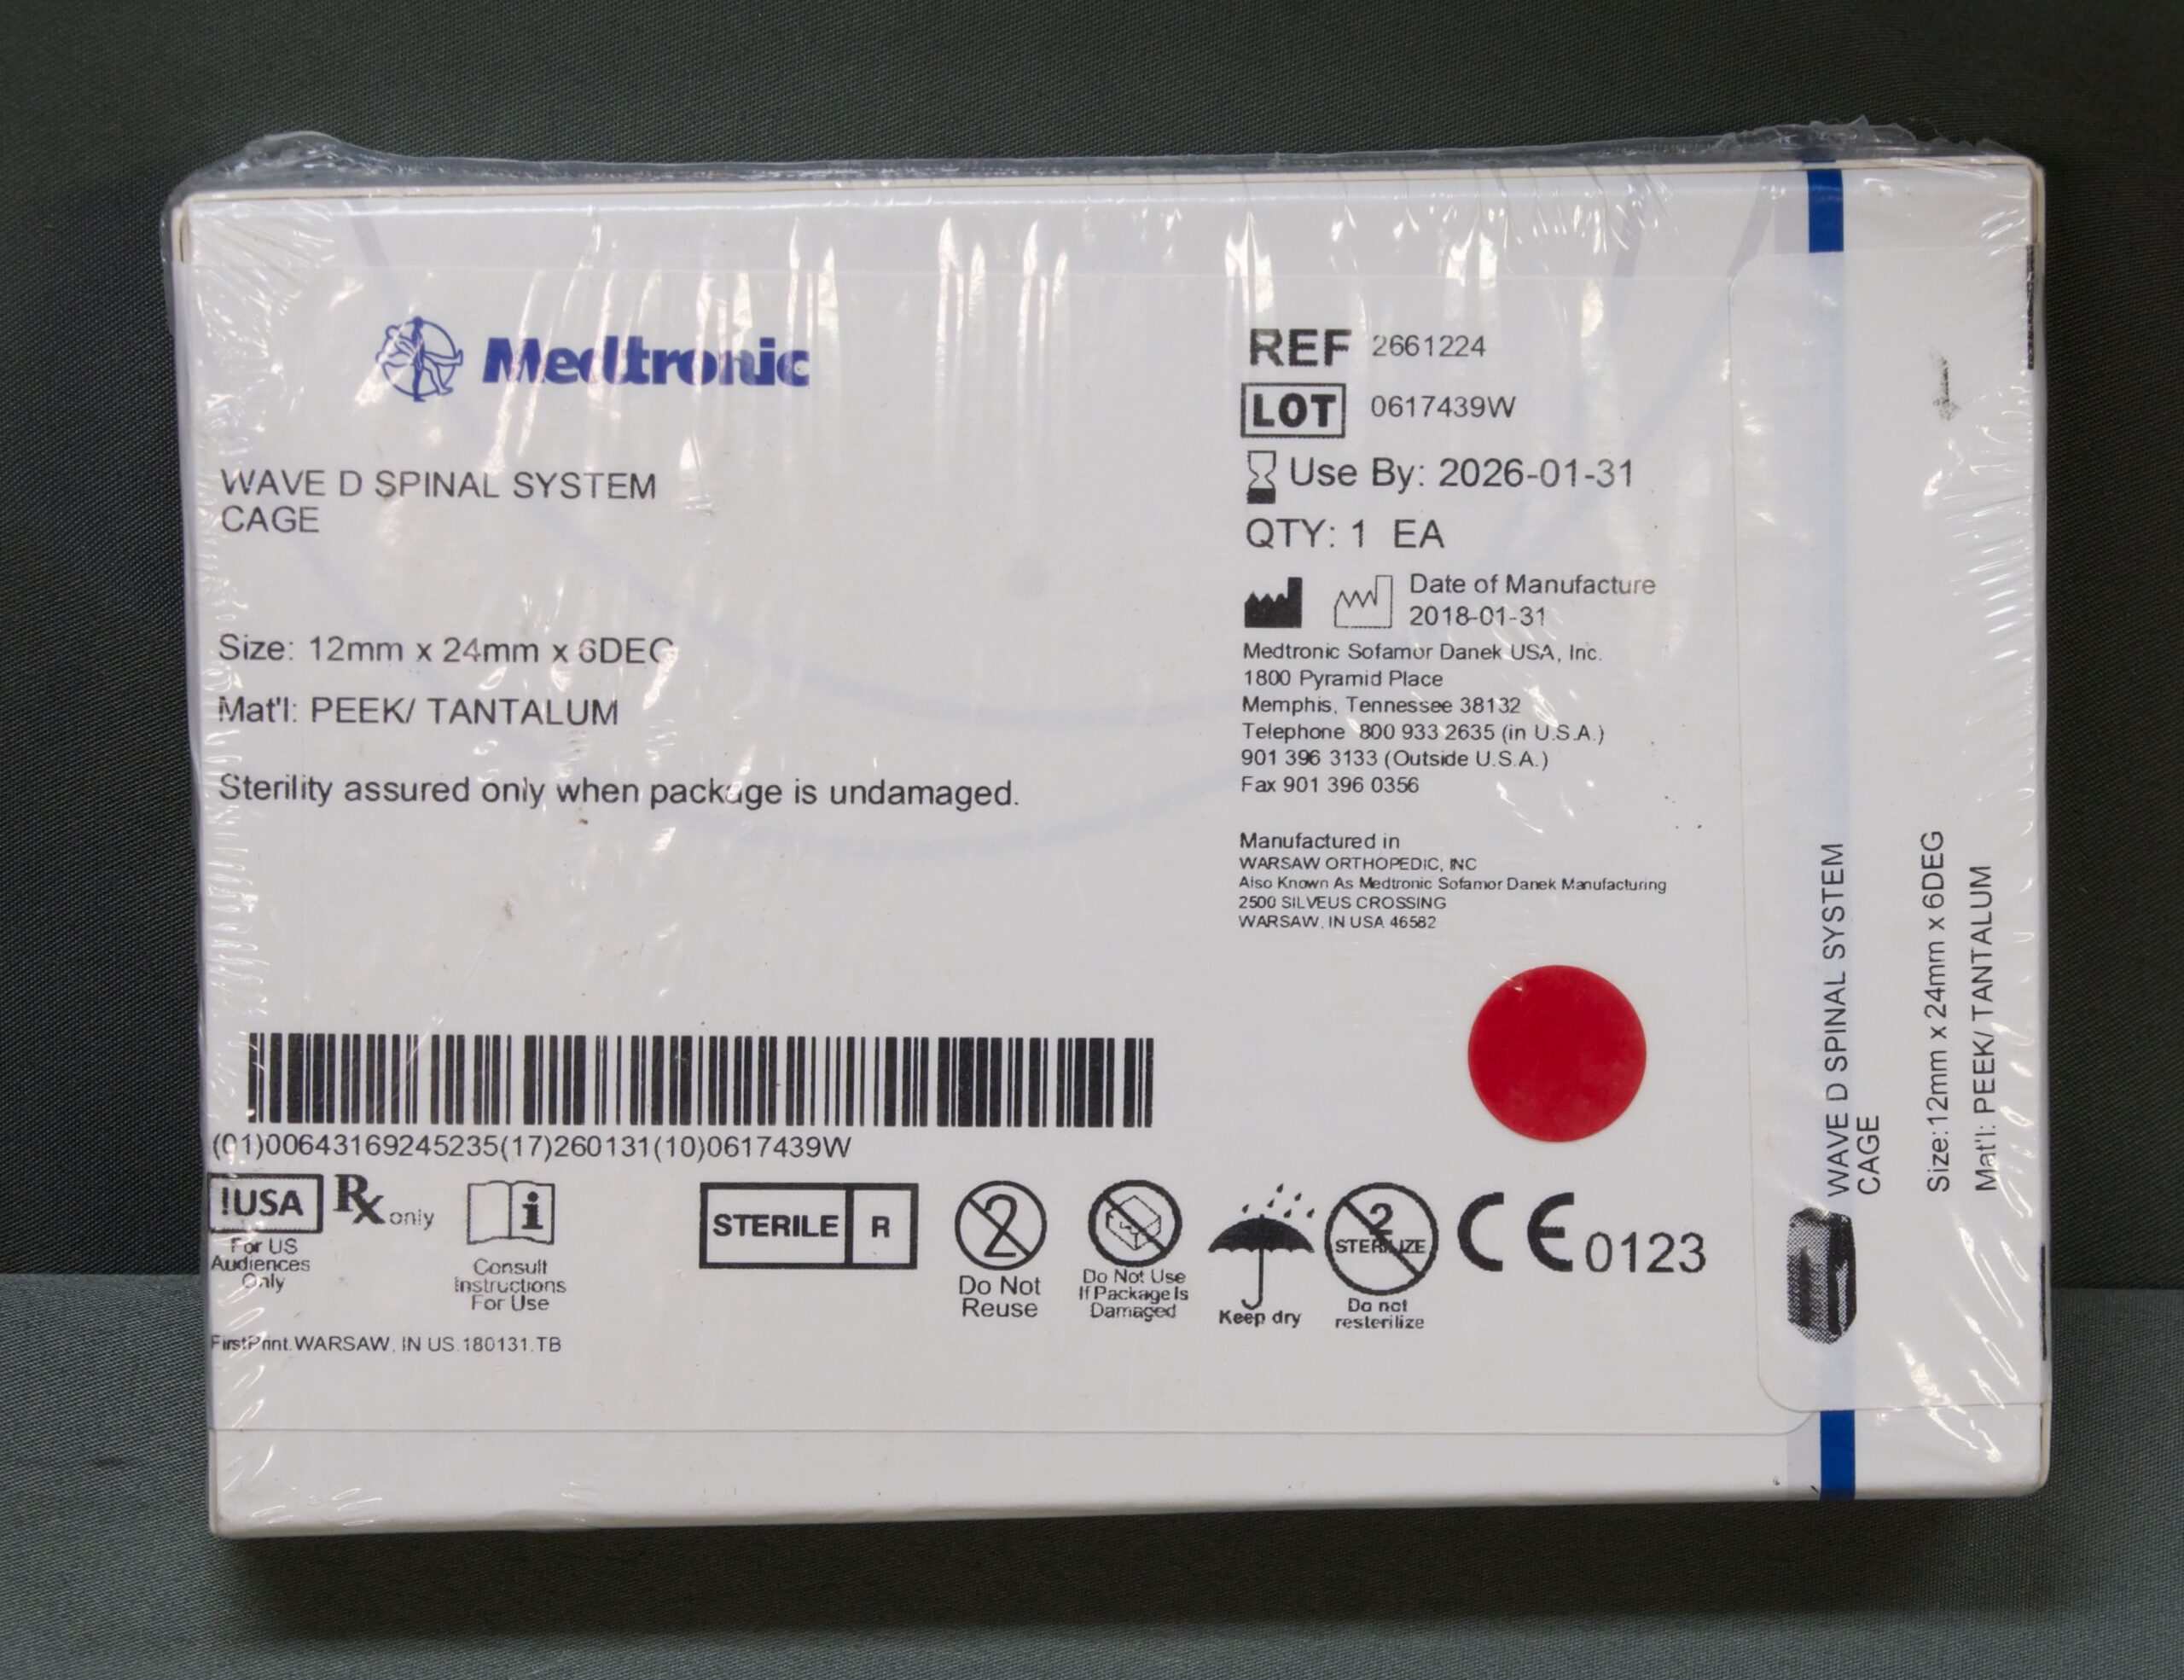 Medtronic
WAVE D SPINAL SYSTEM
CAGE
Size: 12mm x 24mm x 6DEG
Mat'l: PEEK/ TANTALUM
Sterility assured only when package is undamaged.
REF 2661224
LOT 0617439W
Use By: 2026-01-31
QTY: 1 EA
Date of Manufacture
2018-01-31
Medtronic Sofamor Danek USA, Inc.
1800 Pyramid Place
Memphis, Tennessee 38132
Telephone 800 933 2635 (in U.S.A.)
901 396 3133 (Outside U.S.A.)
Fax 901 396 0356
Manufactured in
WARSAW ORTHOPEDIC, INC
Also Known As Medtronic Sofamor Danek Manufacturing
2500 SILVEUS CROSSING
WARSAW, IN USA 46582
(01)00643169245235(17)260131(10)0617439W
!USA
For US
Audiences
Only
Rx only
i
Consult
Instructions
For Use
STERILE R
2
Do Not
Reuse
Do Not Use
If Package Is
Damaged
Keep dry
2
STERILIZE
Do not
resterilize
CE 0123
FirstPrint.WARSAW, IN US.180131.TB
WAVE D SPINAL SYSTEM
CAGE
Size:12mm x 24mm x 6DEG
Mat'l: PEEK/ TANTALUM